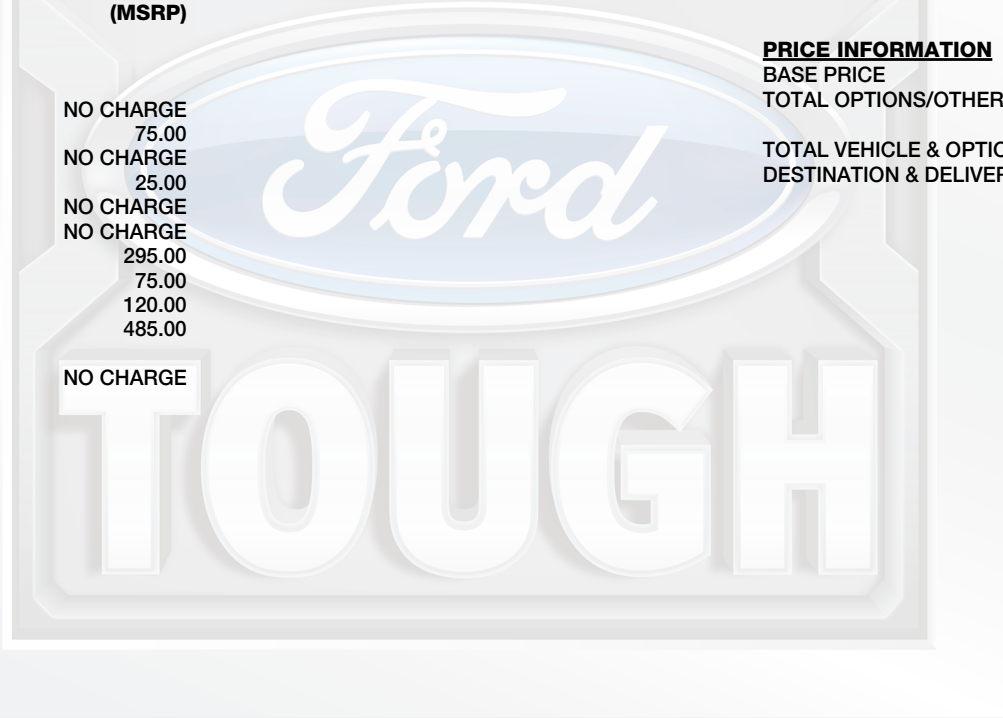 (MSRP)
NO CHARGE
75.00
NO CHARGE
25.00
NO CHARGE
NO CHARGE
295.00
75.00
120.00
485.00
NO CHARGE
PRICE INFORMATION
BASE PRICE
TOTAL OPTIONS/OTHER
TOTAL VEHICLE & OPTIO
DESTINATION & DELIVER
Ford
TOUGH